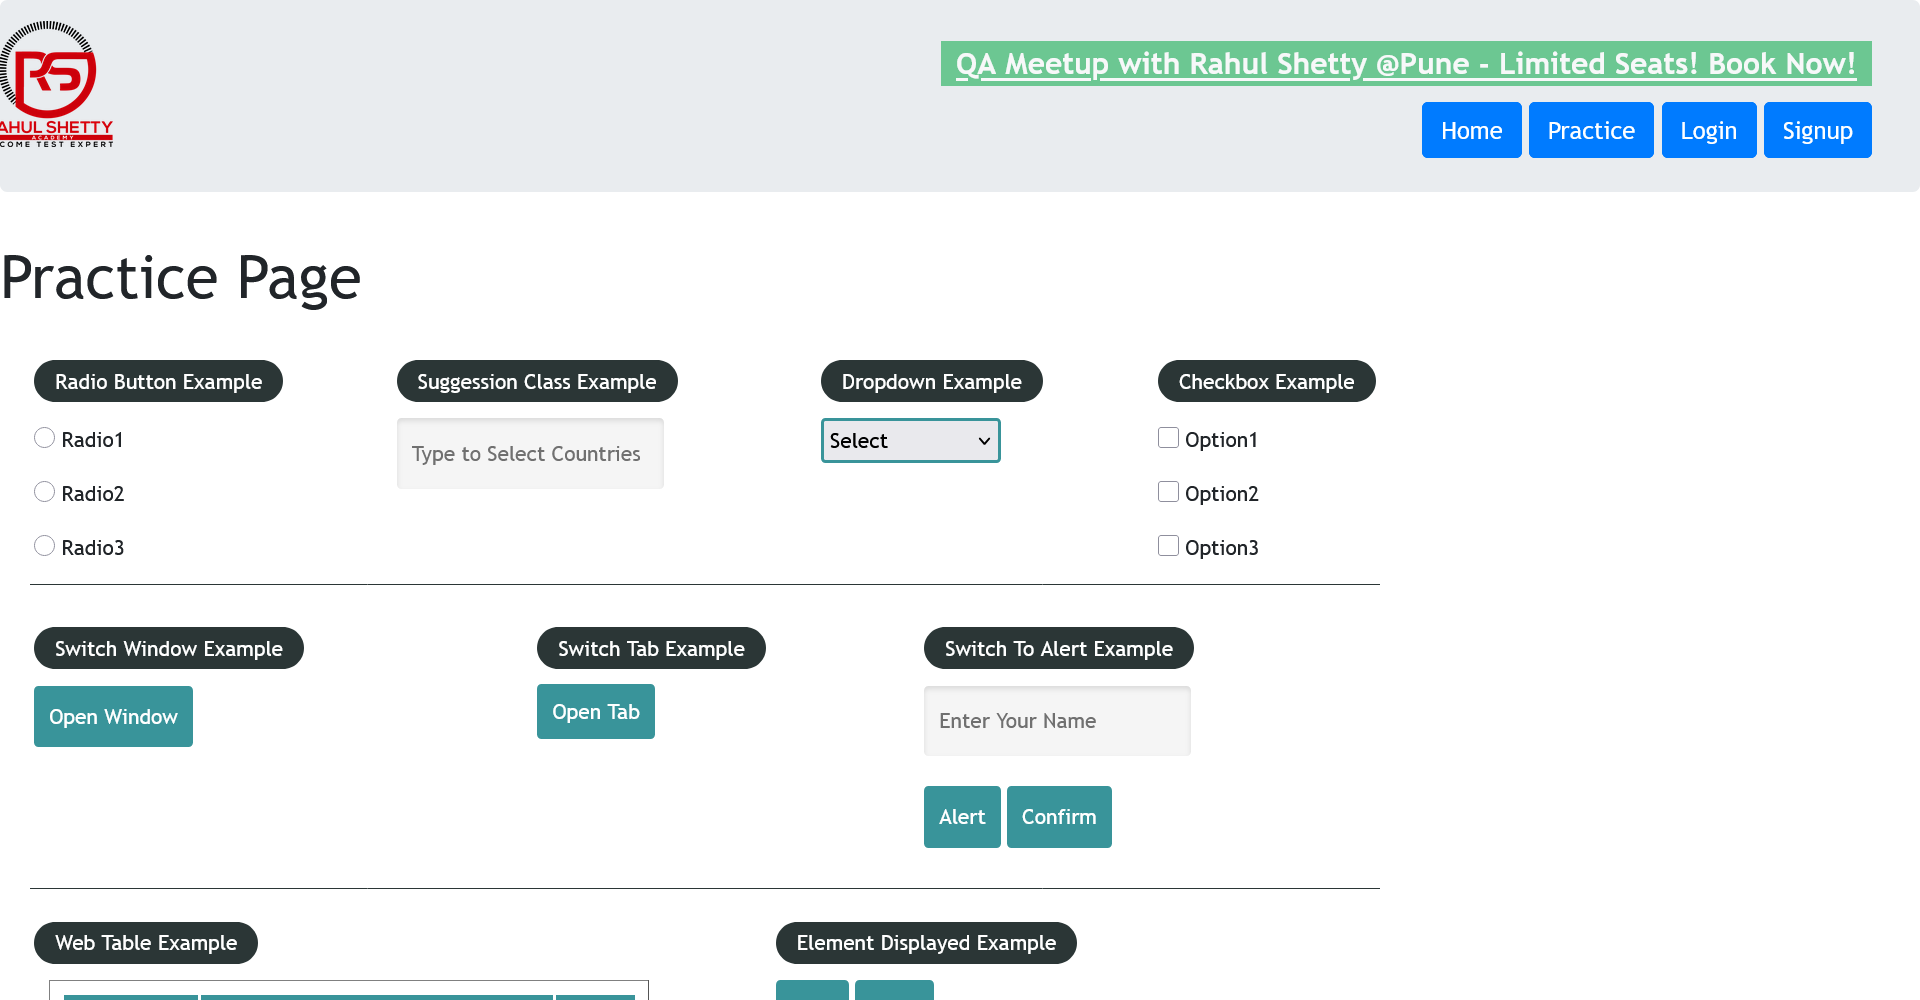 AHUL SHETTY
ACADEMY
COME TEST EXPERT
QA Meetup with Rahul Shetty @Pune - Limited Seats! Book Now!
Home Practice Login Signup
Practice Page
Radio Button Example Suggession Class Example Dropdown Example Checkbox Example
Radio1 Type to Select Countries Select Option1
Radio2 Option2
Radio3 Option3
Switch Window Example Switch Tab Example Switch To Alert Example
Open Window Open Tab Enter Your Name
Alert Confirm
Web Table Example Element Displayed Example